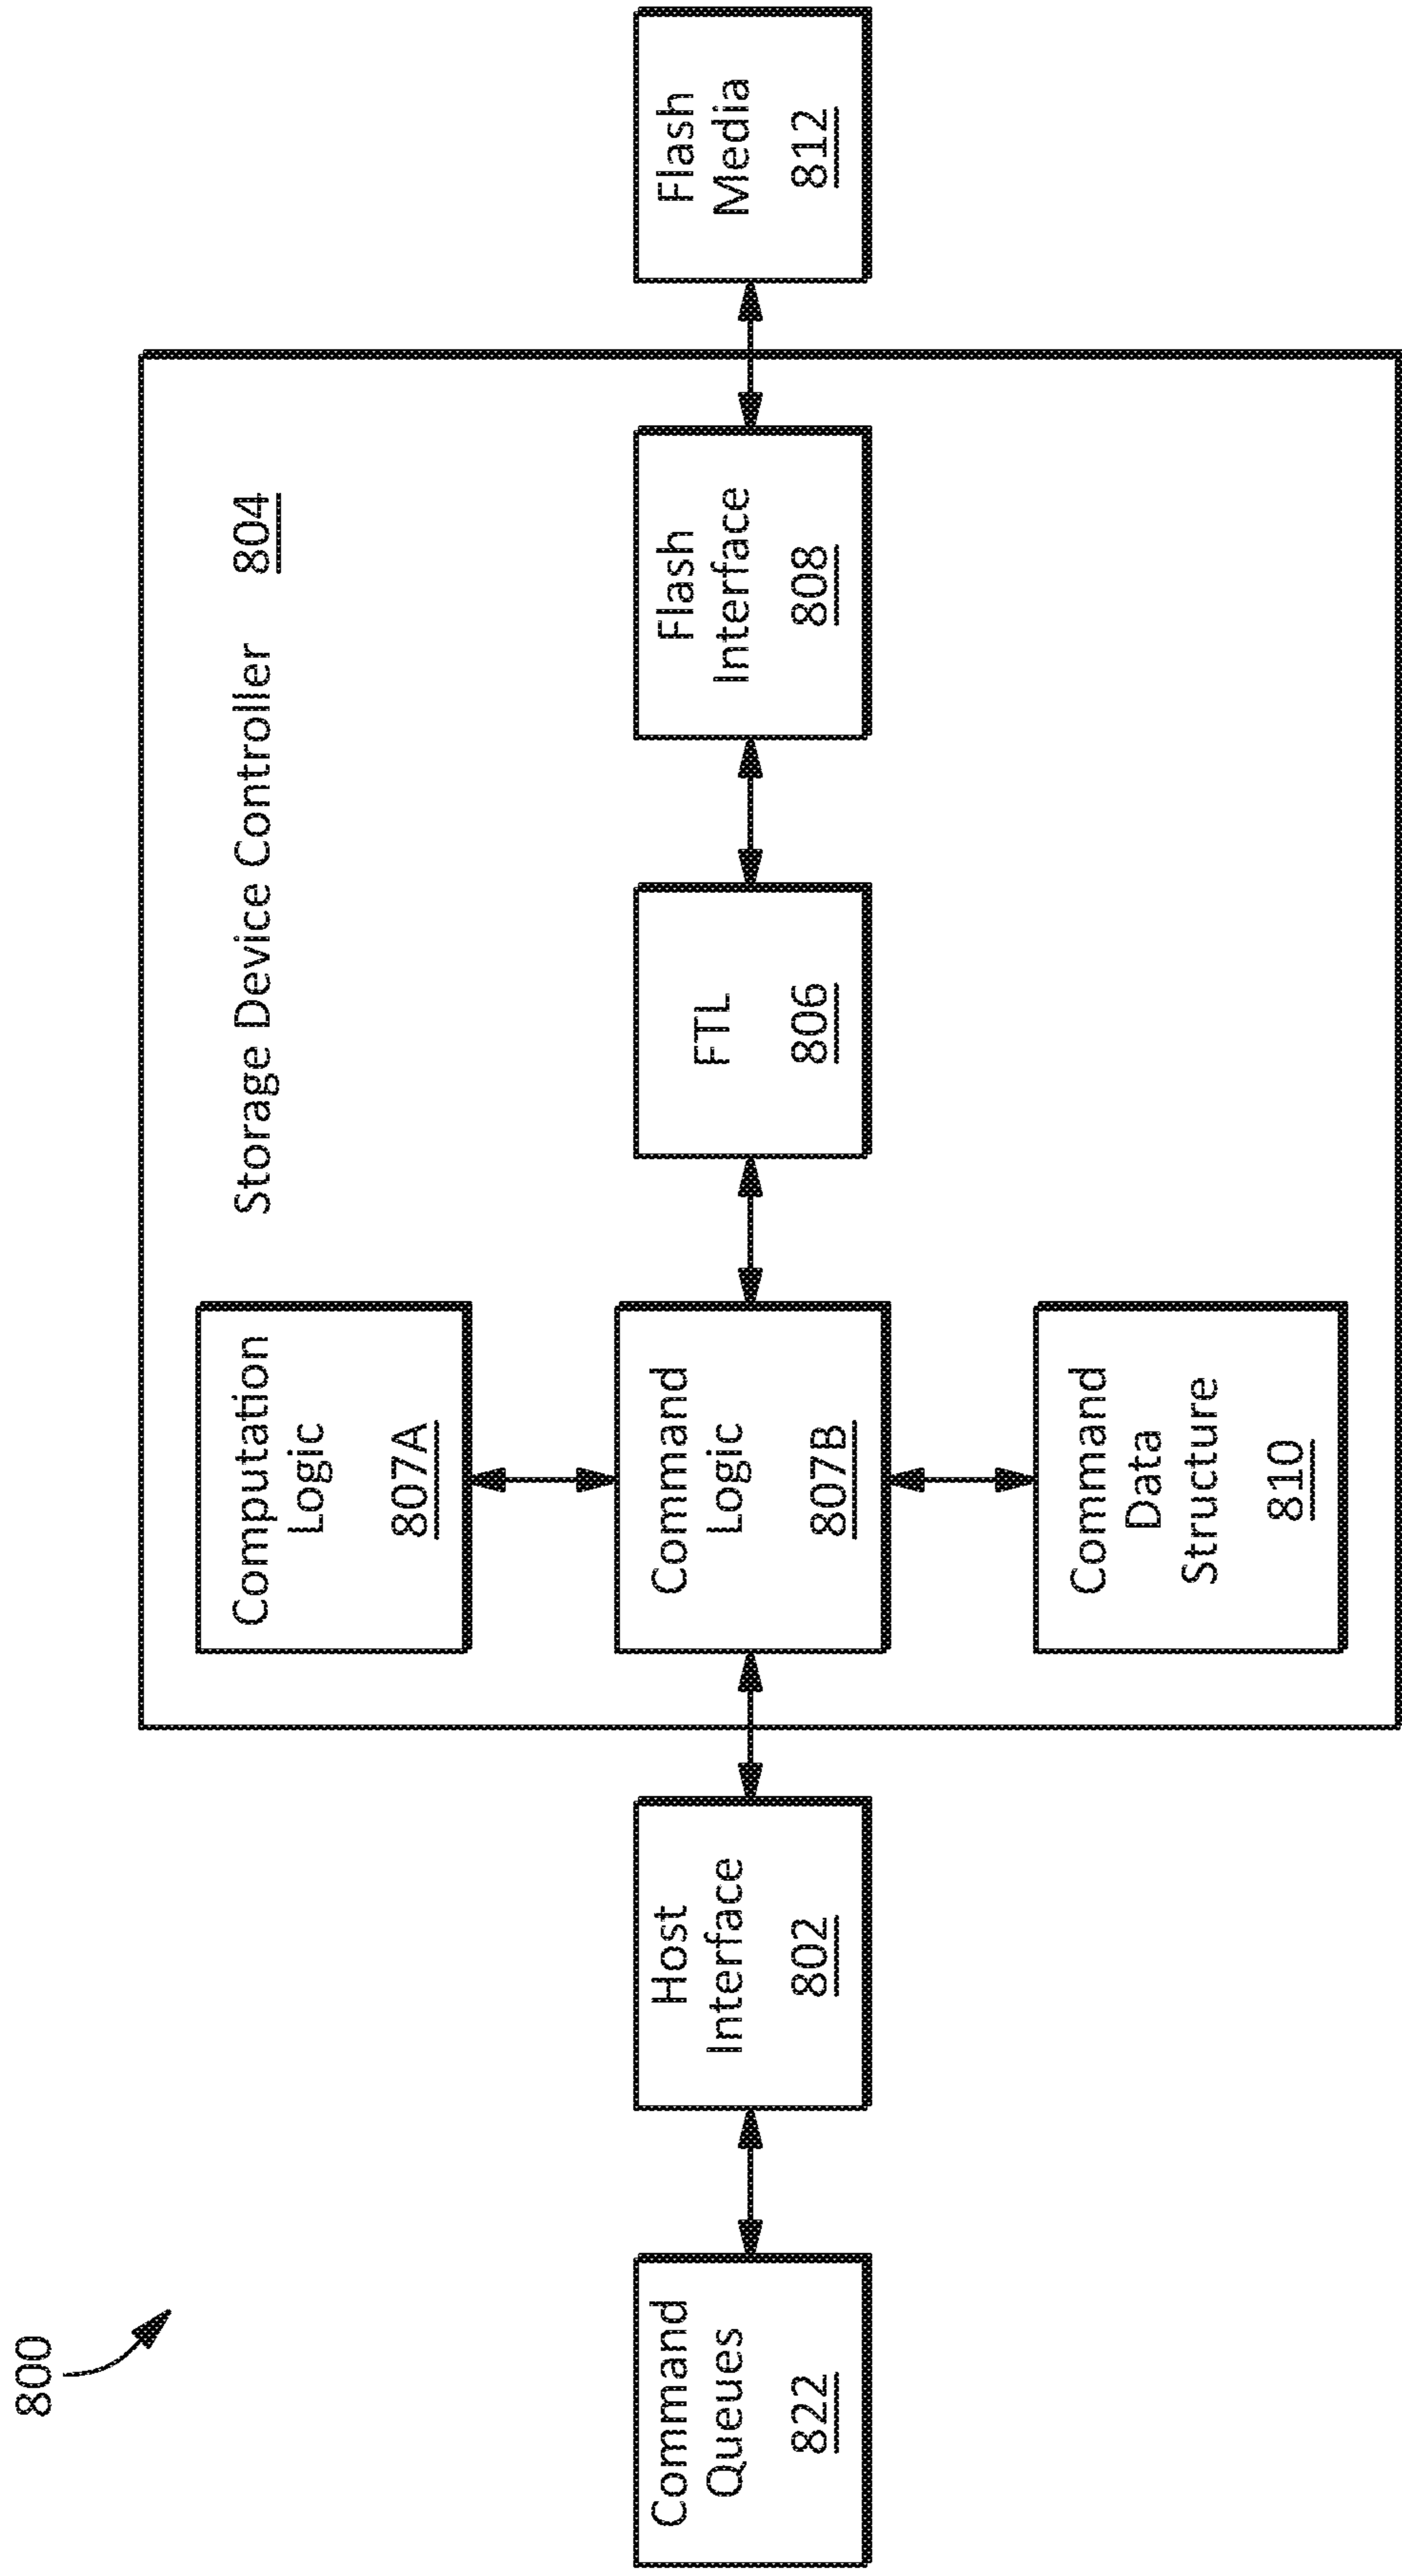 800
Storage Device Controller 804
Computation
Logic
807A
Command
Queues
822
Host
Interface
802
Command
Logic
807B
FTL
806
Flash
Interface
808
Flash
Media
812
Command
Data
Structure
810